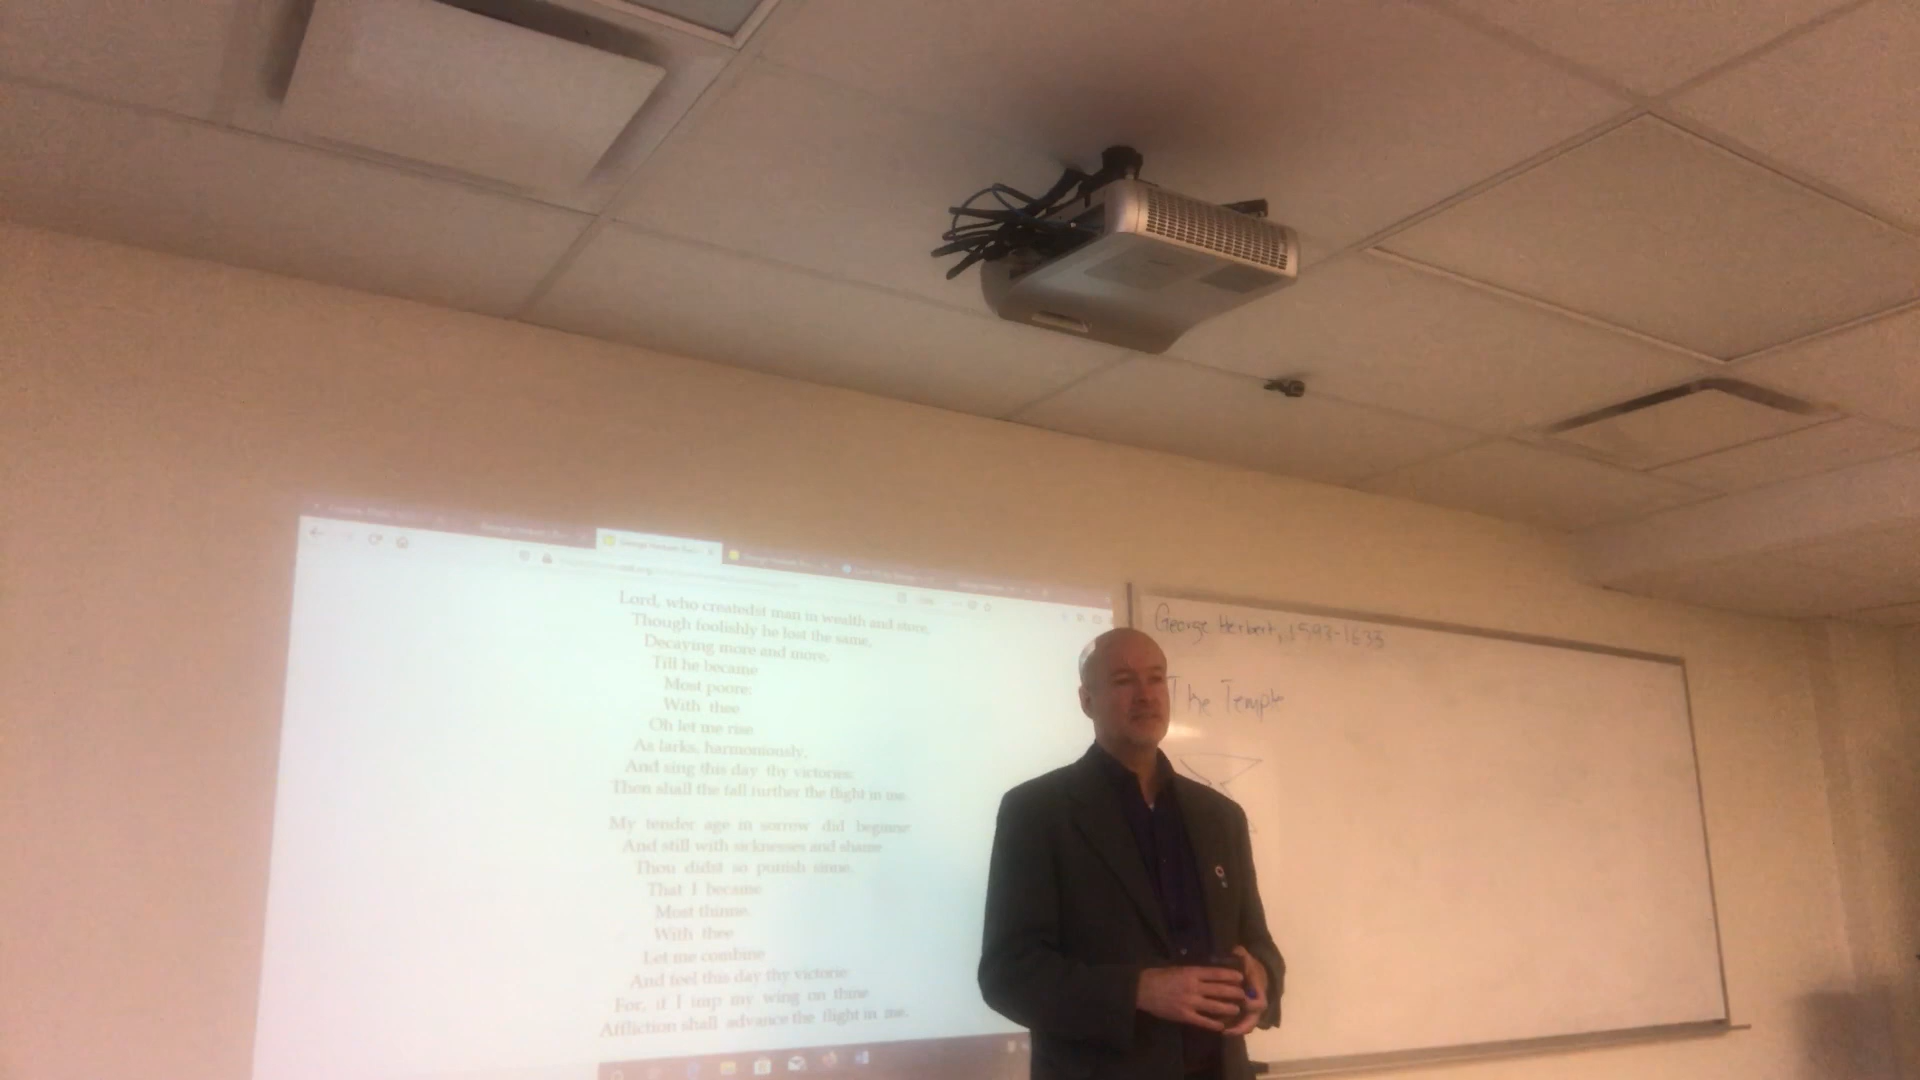 George Herbert
Lord, who createdst man in wealth and store,
Though foolishly he lost the same,
Decaying more and more,
Till he became
Most poore:
With thee
Oh let me rise
As larks, harmoniously,
And sing this day thy victories:
Then shall the fall further the flight in me.
My tender age in sorrow did beginne
And still with sicknesses and shame
Thou didst so punish sinne,
That I became
Most thinne.
With thee
Let me combine
And feel this day thy victorie
For, if I imp my wing on thine
Affliction shall advance the flight in me.
George Herbert, 1593-1633
The Temple